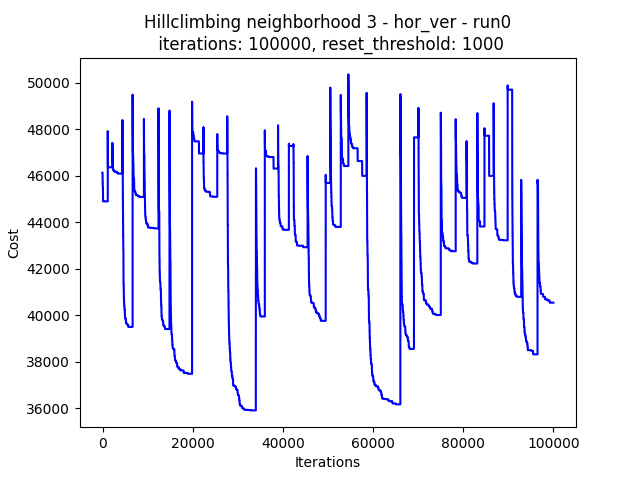 Hillclimbing neighborhood 3 - hor_ver - run0
iterations: 100000, reset_threshold: 1000
50000
48000
46000
44000
42000
40000
38000
36000
Cost
0 20000 40000 60000 80000 100000
Iterations